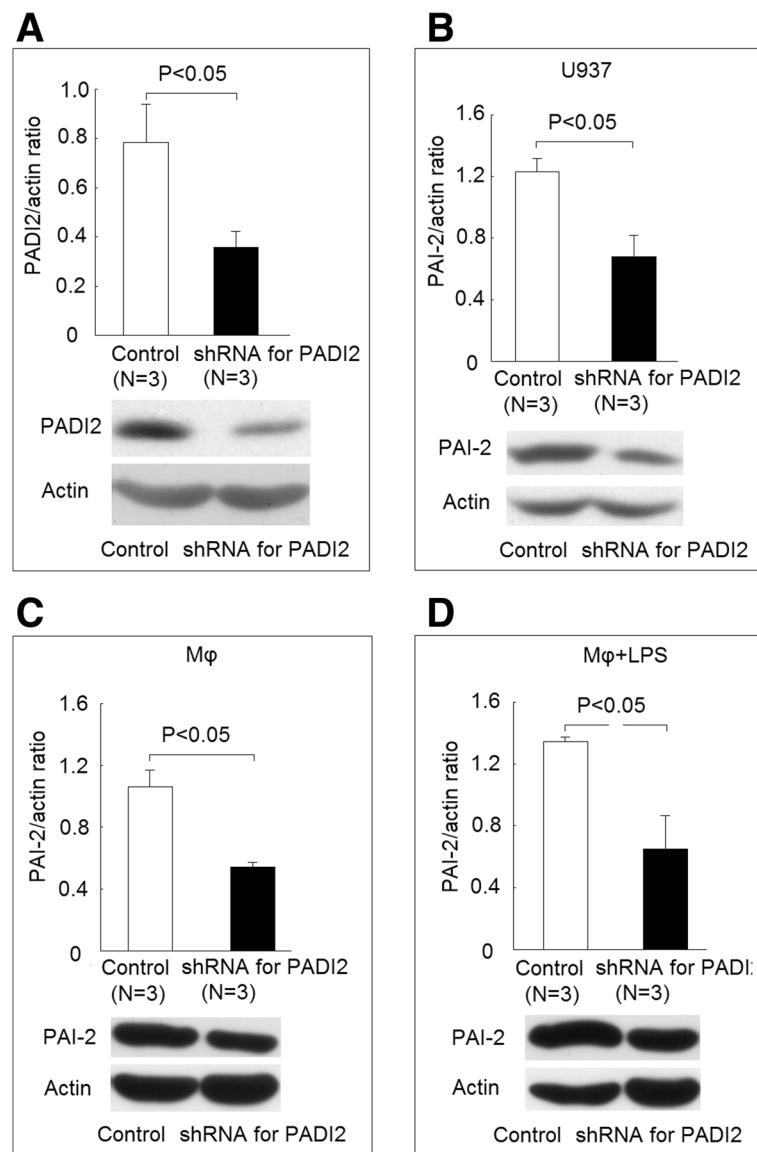 A
P<0.05
PADI2/actin ratio
1.0
0.8
0.6
0.4
0.2
0
Control shRNA for PADI2
(N=3) (N=3)
PADI2
Actin
Control shRNA for PADI2
B
U937
P<0.05
PAI-2/actin ratio
1.6
1.2
0.8
0.4
0
Control shRNA for PADI2
(N=3) (N=3)
PAI-2
Actin
Control shRNA for PADI2
C
Mφ
P<0.05
PAI-2/actin ratio
1.6
1.2
0.8
0.4
0
Control shRNA for PADI2
(N=3) (N=3)
PAI-2
Actin
Control shRNA for PADI2
D
Mφ+LPS
P<0.05
PAI-2/actin ratio
1.6
1.2
0.8
0.4
0
Control shRNA for PADI2
(N=3) (N=3)
PAI-2
Actin
Control shRNA for PADI2